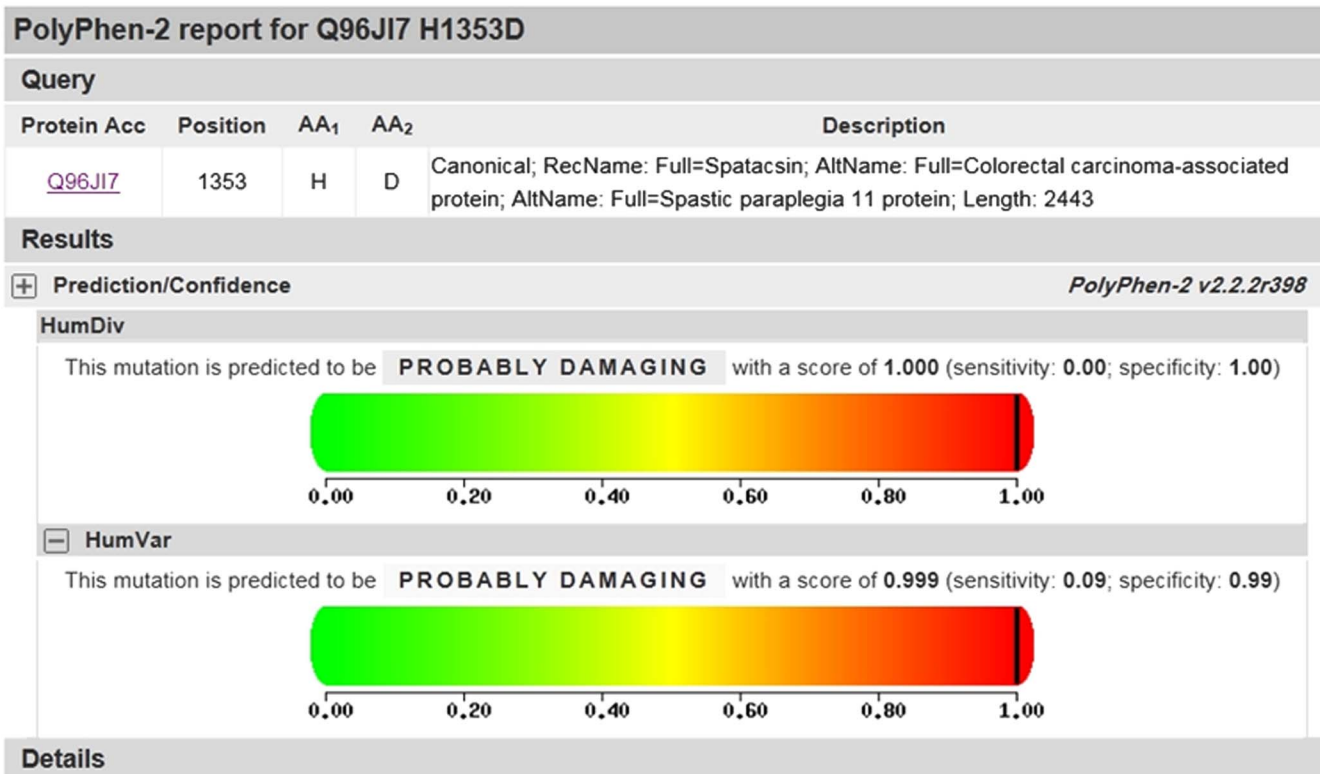 PolyPhen-2 report for Q96JI7 H1353D
Query
Protein Acc Position AA₁ AA₂ Description
Q96JI7 1353 H D Canonical; RecName: Full=Spatacsin; AltName: Full=Colorectal carcinoma-associated
protein; AltName: Full=Spastic paraplegia 11 protein; Length: 2443
Results
Prediction/Confidence PolyPhen-2 v2.2.2r398
HumDiv
This mutation is predicted to be PROBABLY DAMAGING with a score of 1.000 (sensitivity: 0.00; specificity: 1.00)
0.00 0.20 0.40 0.60 0.80 1.00
HumVar
This mutation is predicted to be PROBABLY DAMAGING with a score of 0.999 (sensitivity: 0.09; specificity: 0.99)
0.00 0.20 0.40 0.60 0.80 1.00
Details